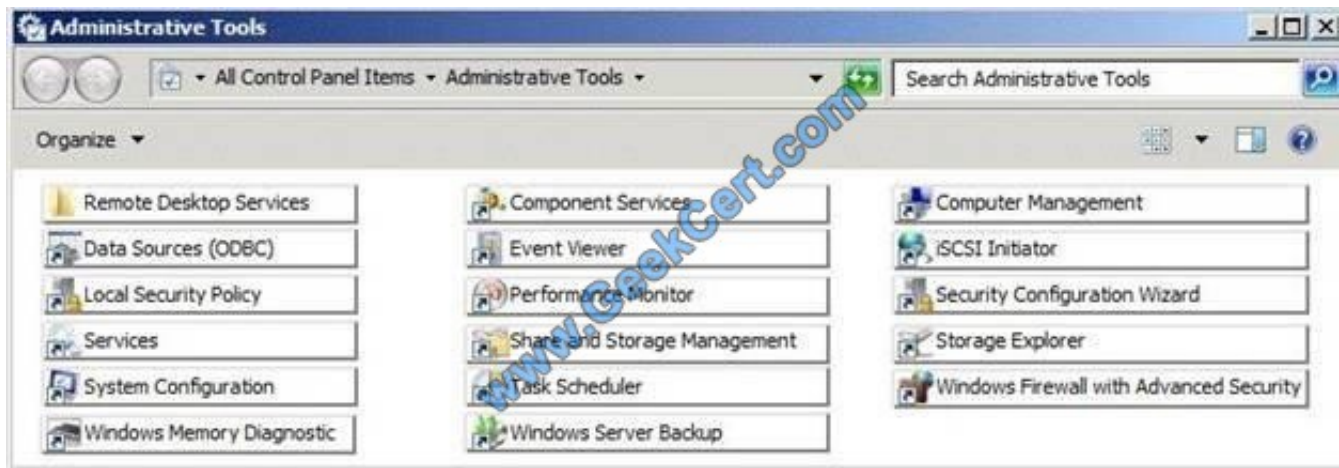 Administrative Tools
All Control Panel Items Administrative Tools
Search Administrative Tools
Organize
Remote Desktop Services
Component Services
Computer Management
Data Sources (ODBC)
Event Viewer
iSCSI Initiator
Local Security Policy
Performance Monitor
Security Configuration Wizard
Services
Share and Storage Management
Storage Explorer
System Configuration
Task Scheduler
Windows Firewall with Advanced Security
Windows Memory Diagnostic
Windows Server Backup
www.GeekCert.com